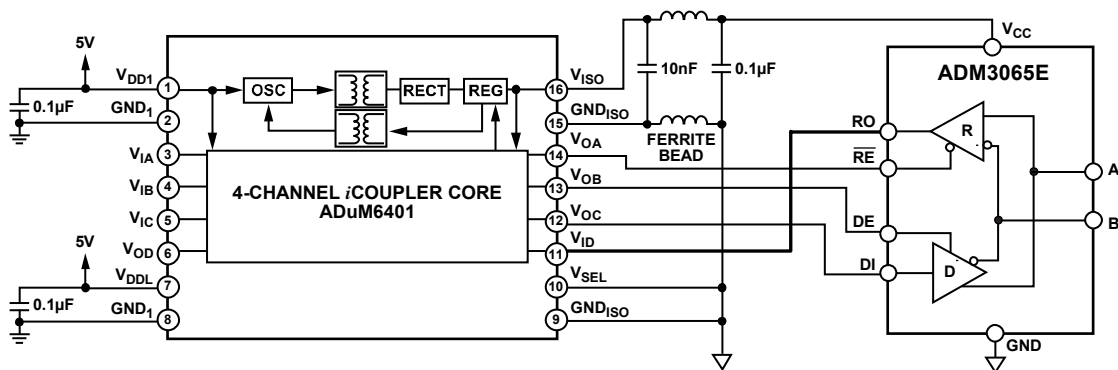 5V
0.1µF
VDD1
GND1
VIA
VIB
VIC
VOD
5V
VDDL
0.1µF
GND1
1
2
3
4
5
6
7
8
OSC
RECT
REG
4-CHANNEL iCOUPLER CORE
ADuM6401
16
15
14
13
12
11
10
9
VISO
GNDISO
VOA
VOB
VOC
VID
VSEL
GNDISO
10nF
0.1µF
FERRITE
BEAD
VCC
ADM3065E
RO
RE
DE
DI
R
D
A
B
GND